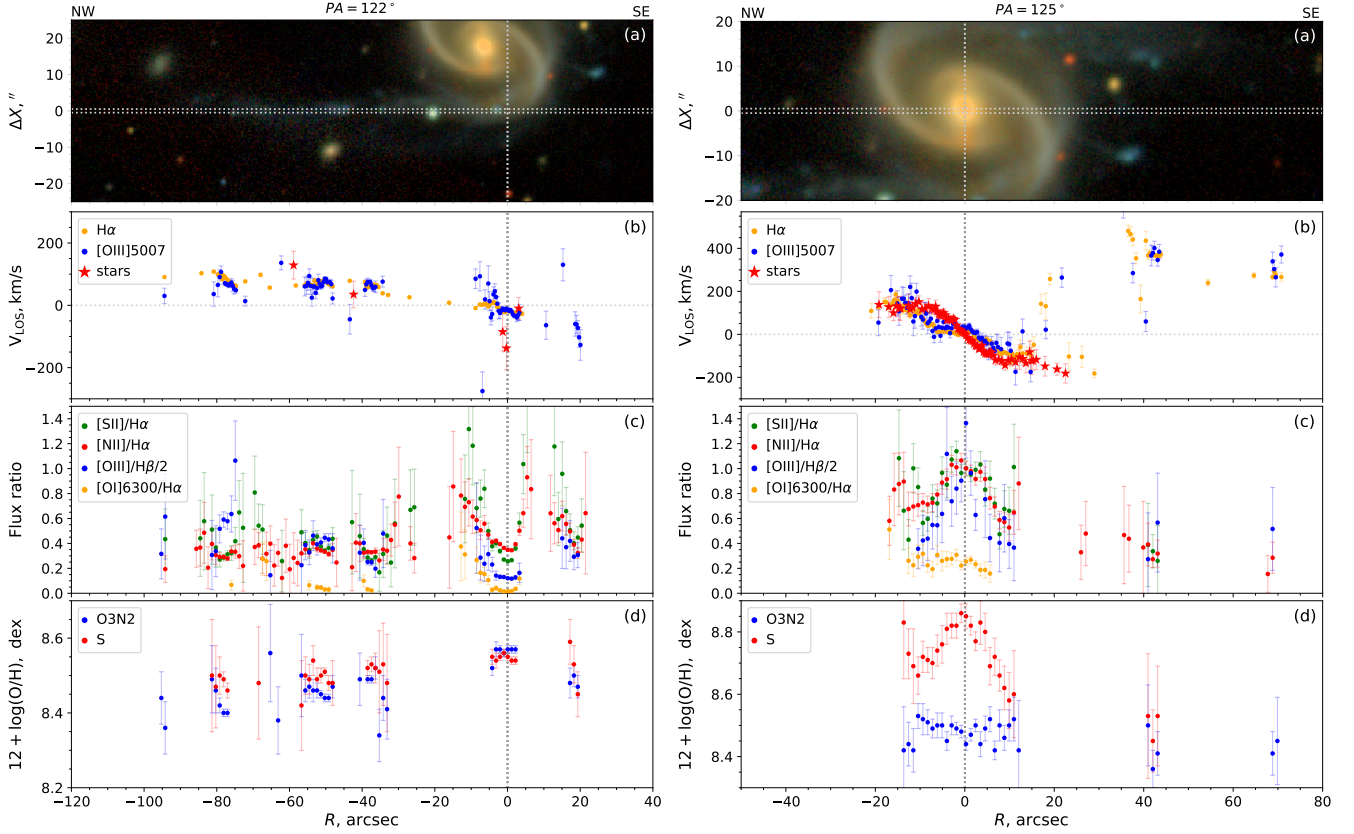 NW PA = 122° SE
(a)
ΔX, ″
20
10
0
−10
−20
(b)
Hα
[OIII]5007
stars
V_LOS, km/s
200
0
−200
(c)
[SII]/Hα
[NII]/Hα
[OIII]/Hβ/2
[OI]6300/Hα
Flux ratio
1.4
1.2
1.0
0.8
0.6
0.4
0.2
0.0
(d)
O3N2
S
12 + log(O/H), dex
8.6
8.4
8.2
−120 −100 −80 −60 −40 −20 0 20 40
R, arcsec
NW PA = 125° SE
(a)
ΔX, ″
20
10
0
−10
−20
(b)
Hα
[OIII]5007
stars
V_LOS, km/s
400
200
0
−200
(c)
[SII]/Hα
[NII]/Hα
[OIII]/Hβ/2
[OI]6300/Hα
Flux ratio
1.4
1.2
1.0
0.8
0.6
0.4
0.2
0.0
(d)
O3N2
S
12 + log(O/H), dex
8.8
8.6
8.4
−40 −20 0 20 40 60 80
R, arcsec